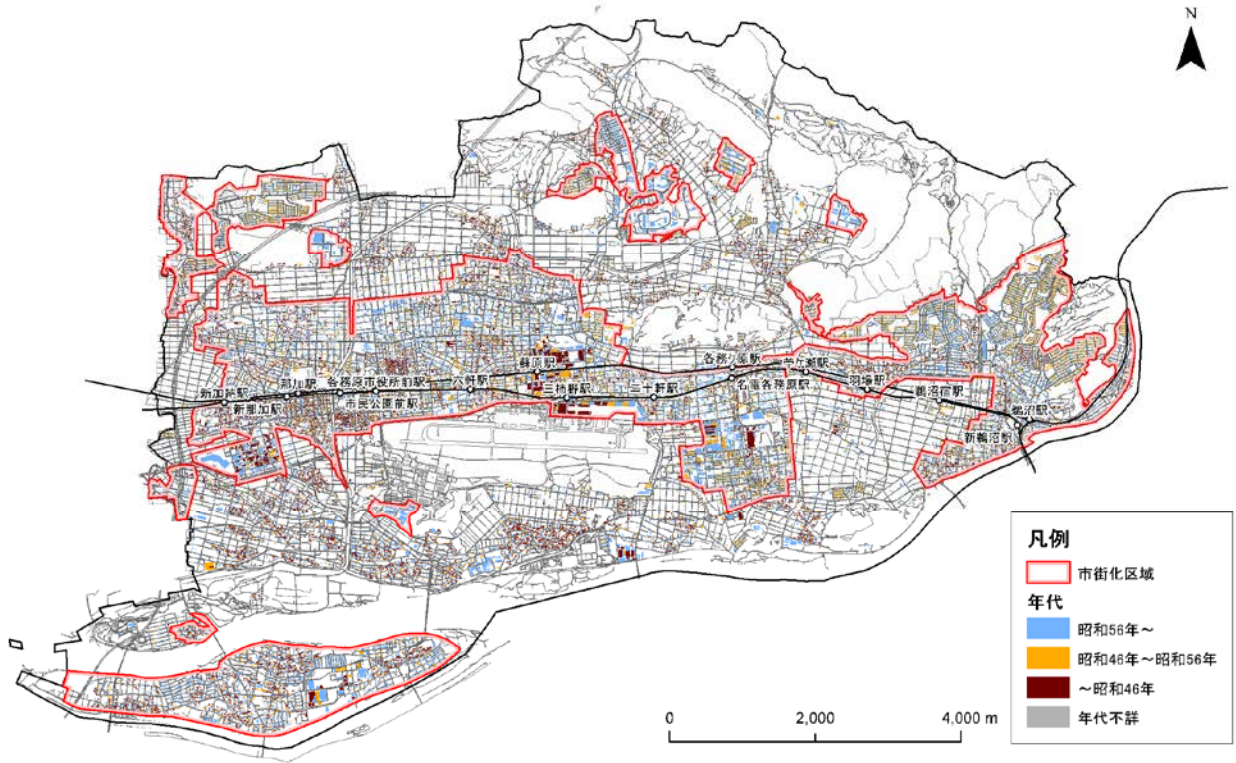 N
蘇原駅
各務ヶ原駅
苧ヶ瀬駅
新加納駅
那加駅
各務原市役所前駅
六軒駅
三柿野駅
二十軒駅
名電各務原駅
羽場駅
鵜沼宿駅
新那加駅
市民公園前駅
鵜沼駅
新鵜沼駅
凡例
市街化区域
年代
昭和56年~
昭和46年~昭和56年
~昭和46年
年代不詳
0
2,000
4,000 m